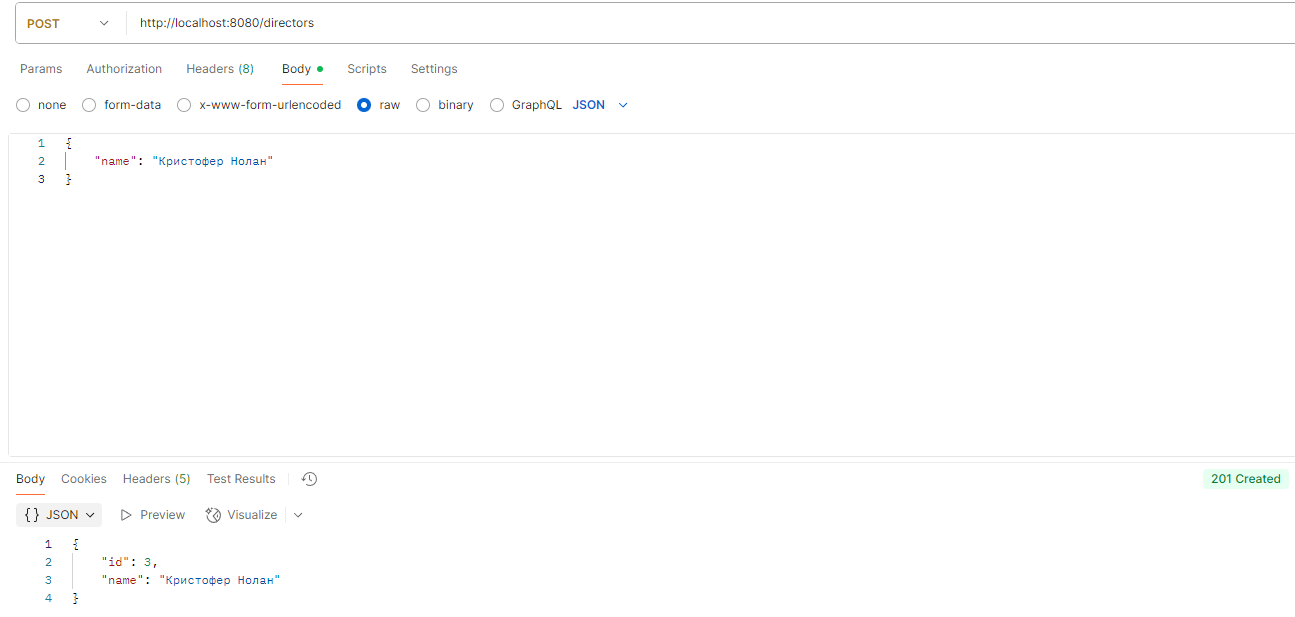 POST http://localhost:8080/directors
Params Authorization Headers (8) Body Scripts Settings
none form-data x-www-form-urlencoded raw binary GraphQL JSON
1 {
2 "name": "Кристофер Нолан"
3 }
Body Cookies Headers (5) Test Results 201 Created
{} JSON Preview Visualize
1 {
2 "id": 3,
3 "name": "Кристофер Нолан"
4 }